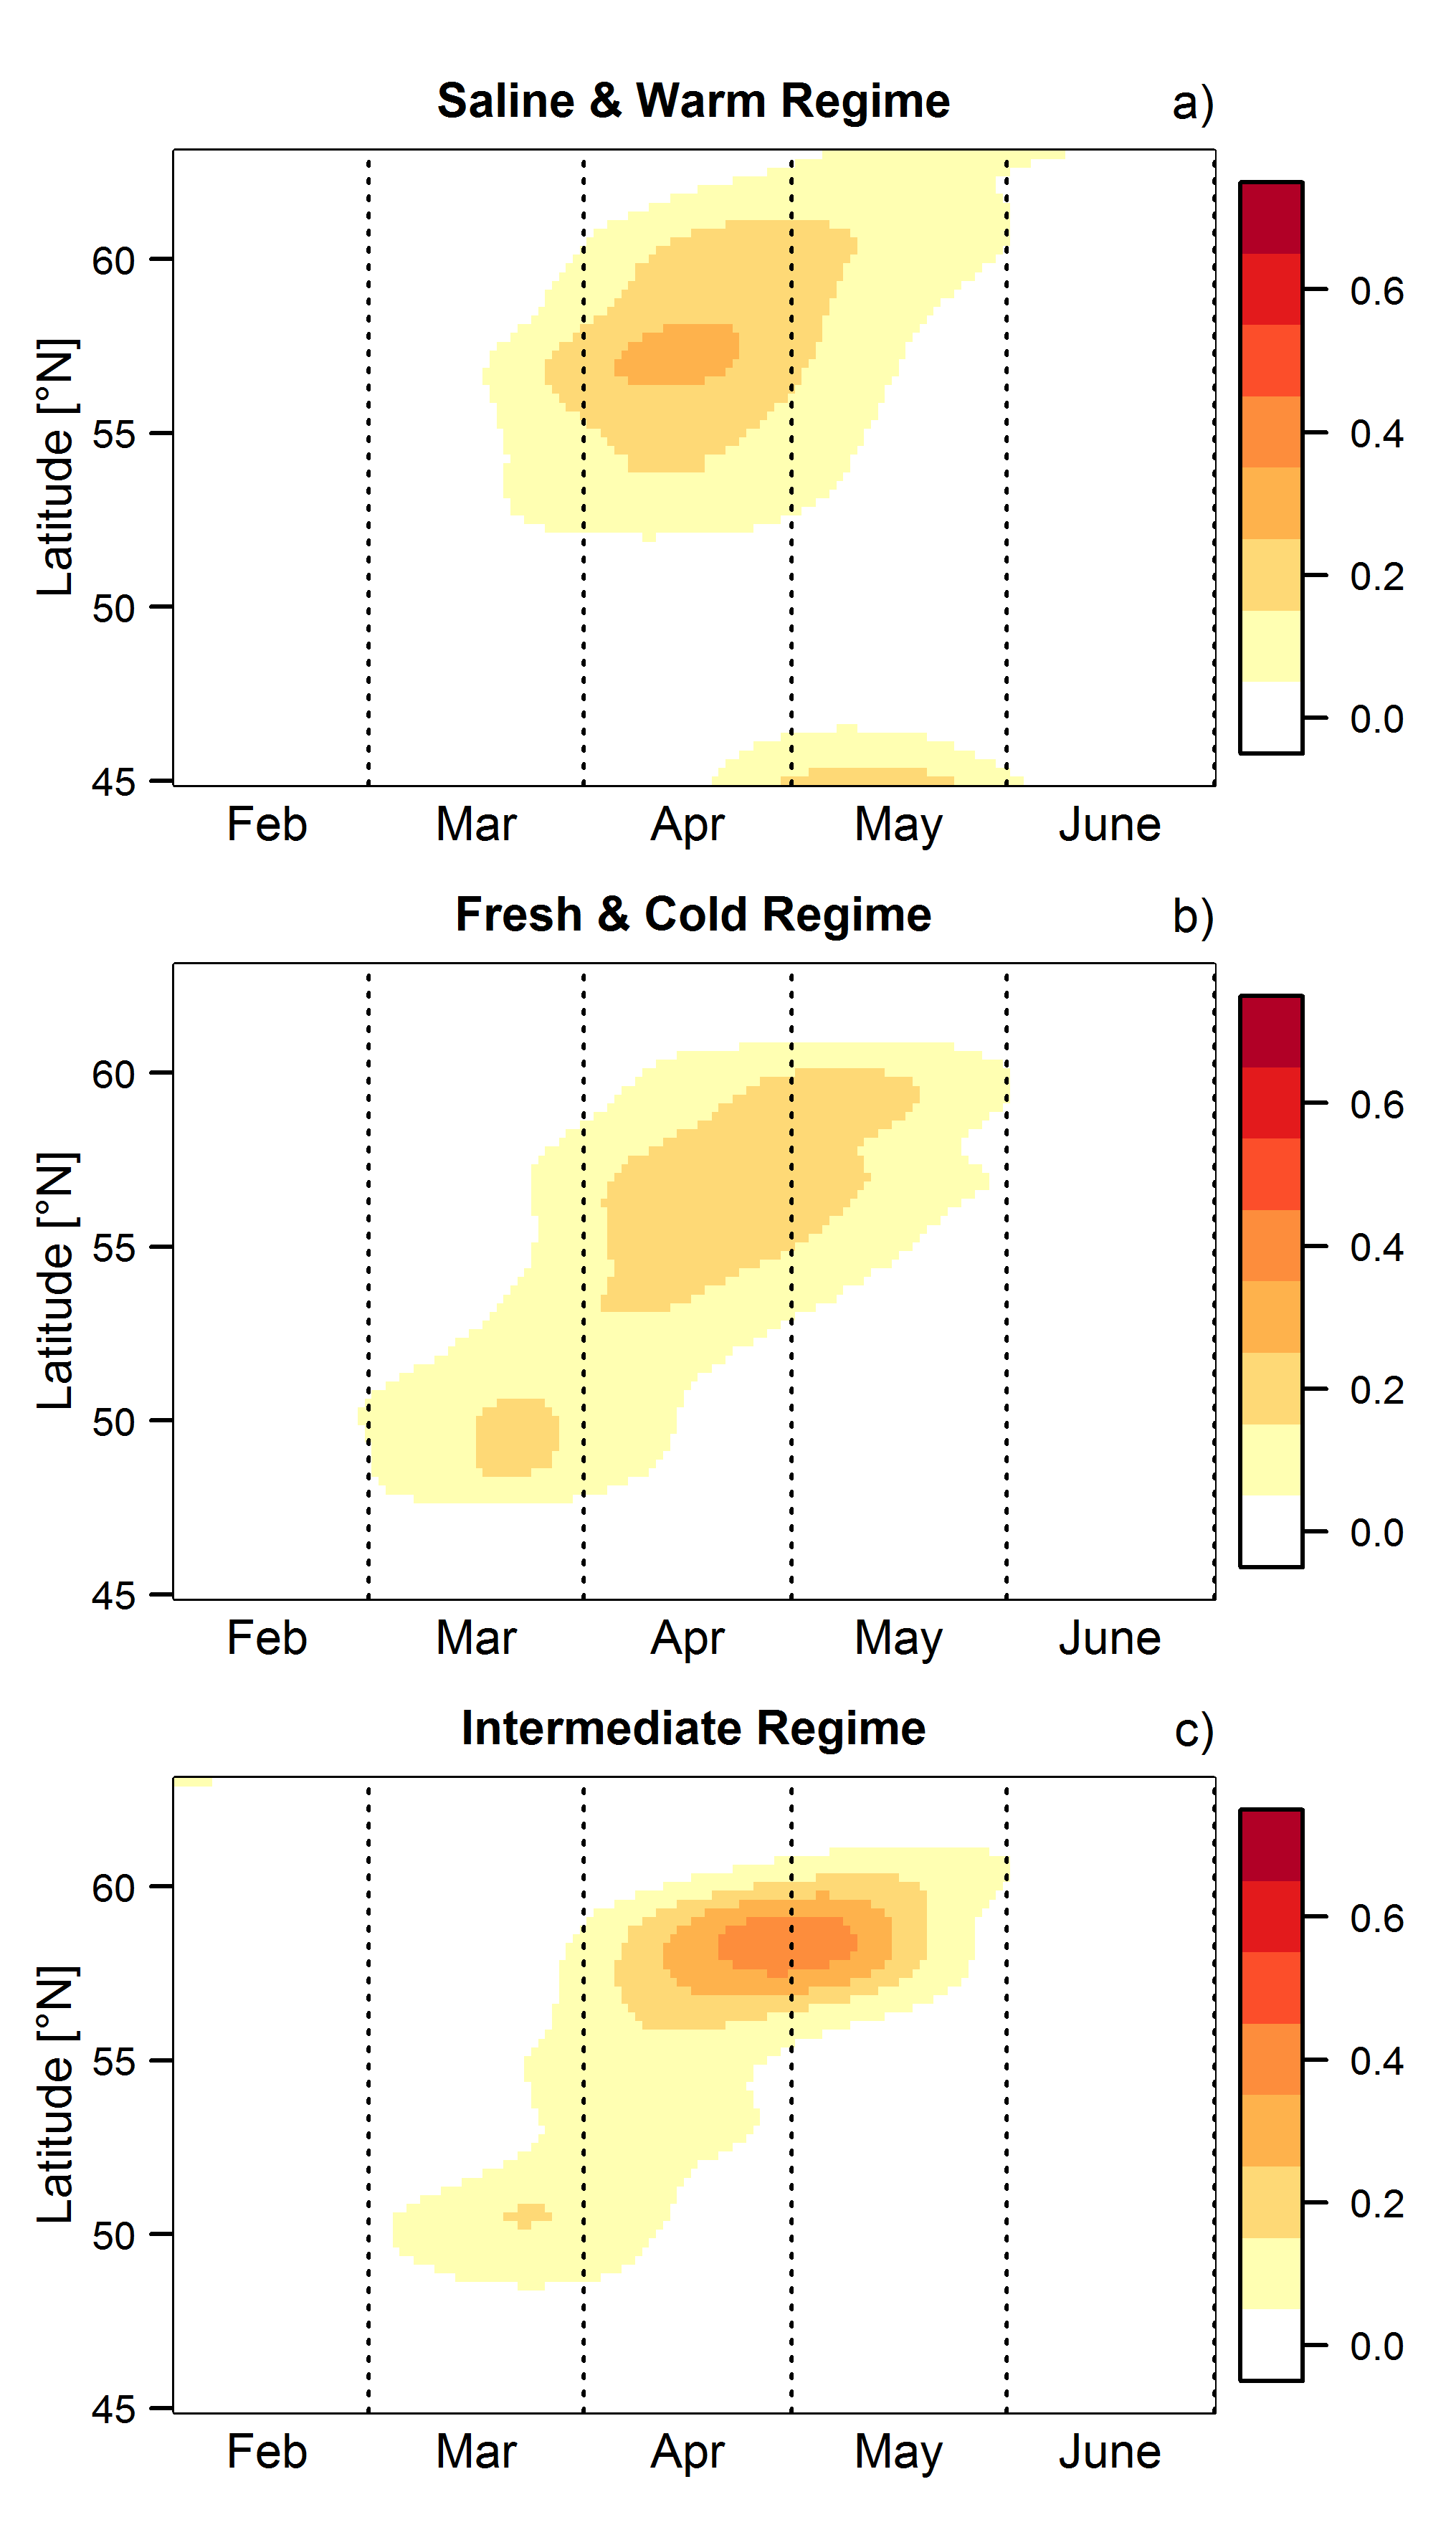 Saline & Warm Regime a)
Latitude [°N]
60
55
50
45
Feb Mar Apr May June
0.6
0.4
0.2
0.0
Fresh & Cold Regime b)
Latitude [°N]
60
55
50
45
Feb Mar Apr May June
0.6
0.4
0.2
0.0
Intermediate Regime c)
Latitude [°N]
60
55
50
45
Feb Mar Apr May June
0.6
0.4
0.2
0.0